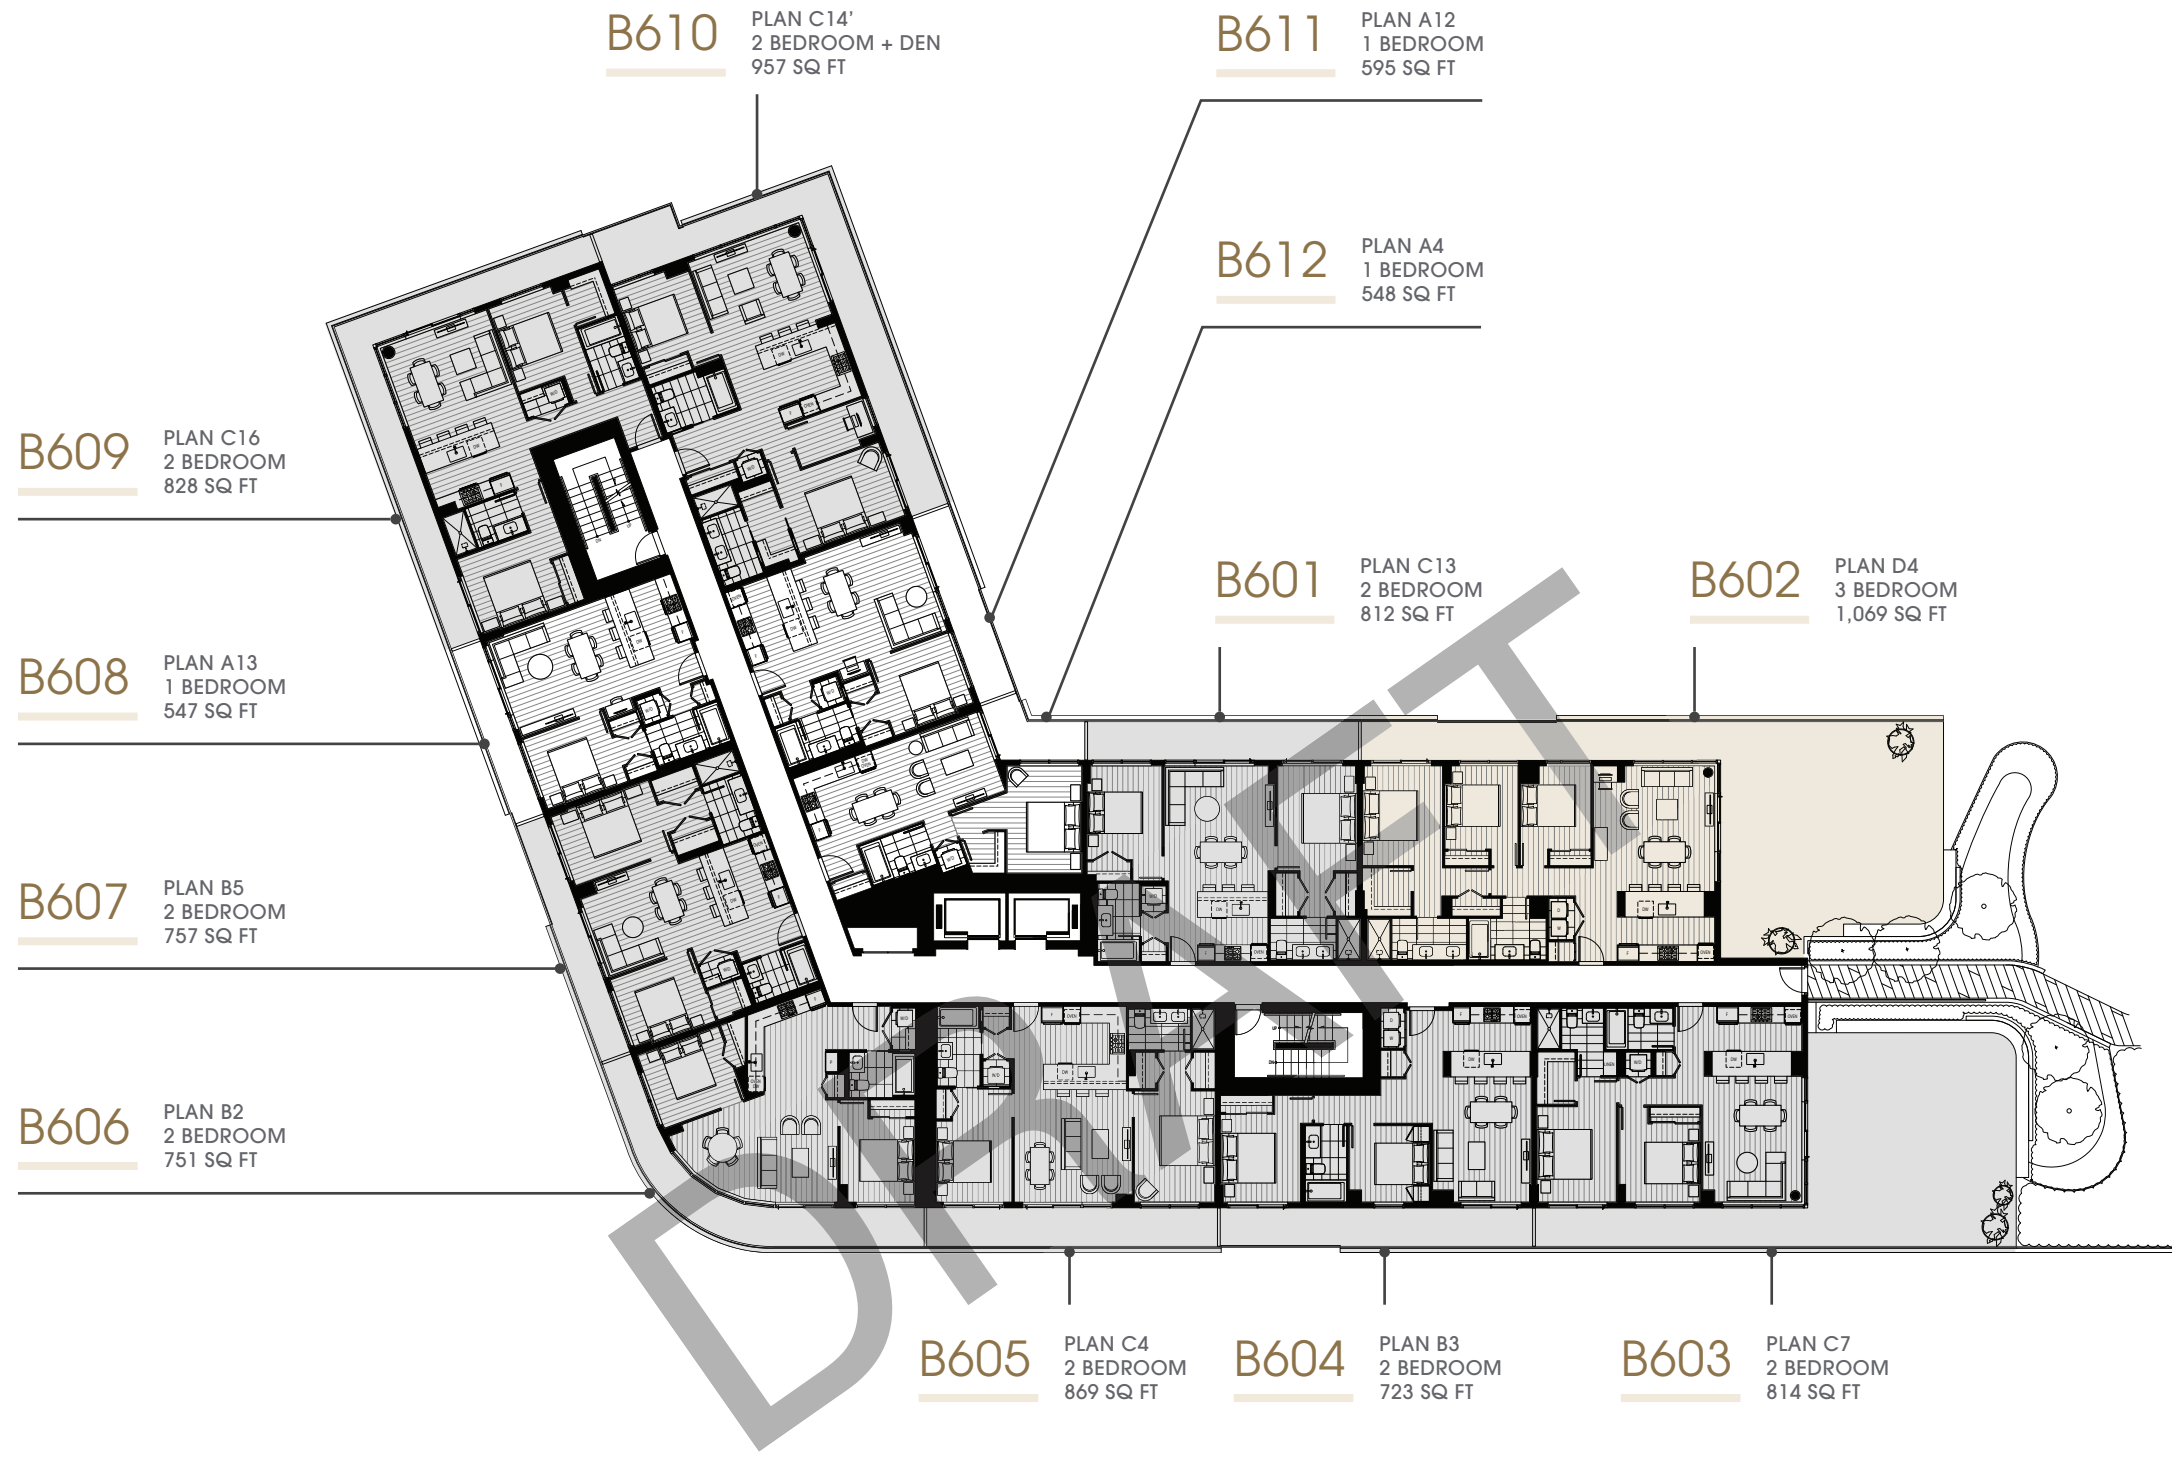 B610
PLAN C14'
2 BEDROOM + DEN
957 SQ FT
B611
PLAN A12
1 BEDROOM
595 SQ FT
B612
PLAN A4
1 BEDROOM
548 SQ FT
B609
PLAN C16
2 BEDROOM
828 SQ FT
B601
PLAN C13
2 BEDROOM
812 SQ FT
B602
PLAN D4
3 BEDROOM
1,069 SQ FT
B608
PLAN A13
1 BEDROOM
547 SQ FT
B607
PLAN B5
2 BEDROOM
757 SQ FT
B606
PLAN B2
2 BEDROOM
751 SQ FT
DRAFT
B605
PLAN C4
2 BEDROOM
869 SQ FT
B604
PLAN B3
2 BEDROOM
723 SQ FT
B603
PLAN C7
2 BEDROOM
814 SQ FT